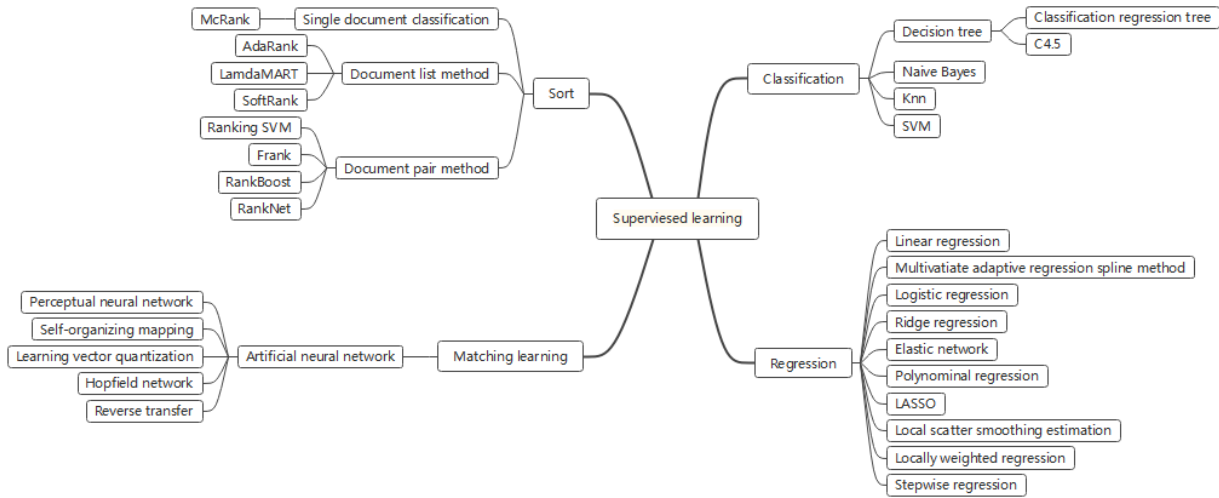 Superviesed learning
Sort
Single document classification
McRank
Document list method
AdaRank
LamdaMART
SoftRank
Document pair method
Ranking SVM
Frank
RankBoost
RankNet
Matching learning
Artificial neural network
Perceptual neural network
Self-organizing mapping
Learning vector quantization
Hopfield network
Reverse transfer
Classification
Decision tree
Classification regression tree
C4.5
Naive Bayes
Knn
SVM
Regression
Linear regression
Multivatiate adaptive regression spline method
Logistic regression
Ridge regression
Elastic network
Polynominal regression
LASSO
Local scatter smoothing estimation
Locally weighted regression
Stepwise regression